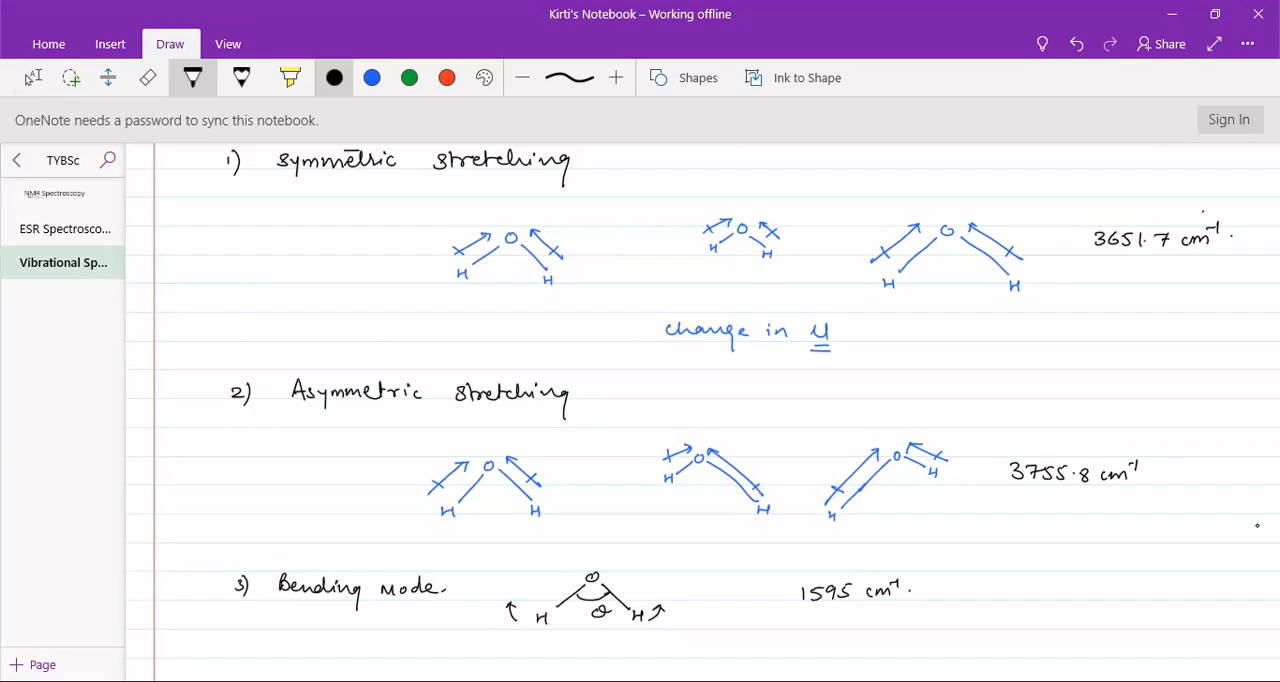 Kirti's Notebook – Working offline
Home Insert Draw View
Share
Shapes
Ink to Shape
OneNote needs a password to sync this notebook.
Sign In
TYBSc
NMR Spectroscopy
ESR Spectrosco...
Vibrational Sp...
Page
1) Symmetric stretching
O O O
H H H H H H
3651.7 cm⁻¹.
change in μ
2) Asymmetric stretching
O O O
H H H H H H
3755.8 cm⁻¹
3) Bending mode.
O
H θ H
1595 cm⁻¹.